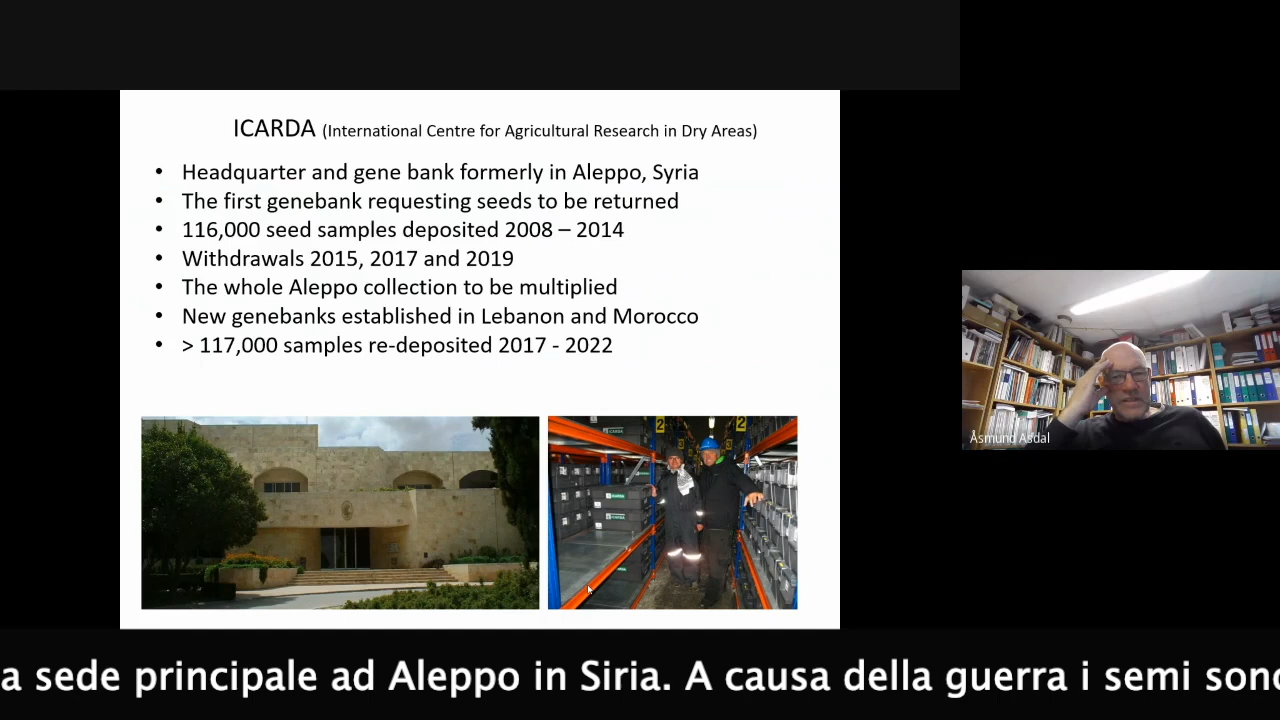 ICARDA (International Centre for Agricultural Research in Dry Areas)
• Headquarter and gene bank formerly in Aleppo, Syria
• The first genebank requesting seeds to be returned
• 116,000 seed samples deposited 2008 – 2014
• Withdrawals 2015, 2017 and 2019
• The whole Aleppo collection to be multiplied
• New genebanks established in Lebanon and Morocco
• > 117,000 samples re-deposited 2017 - 2022
2
2
ICARDA
Åsmund Asdal
a sede principale ad Aleppo in Siria. A causa della guerra i semi sono